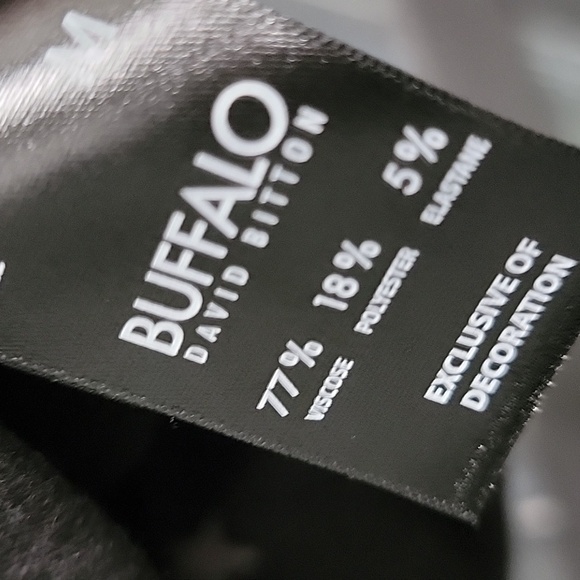 M
BUFFALO
DAVID BITTON
77% 18% 5%
VISCOSE POLYESTER ELASTANE
EXCLUSIVE OF
DECORATION